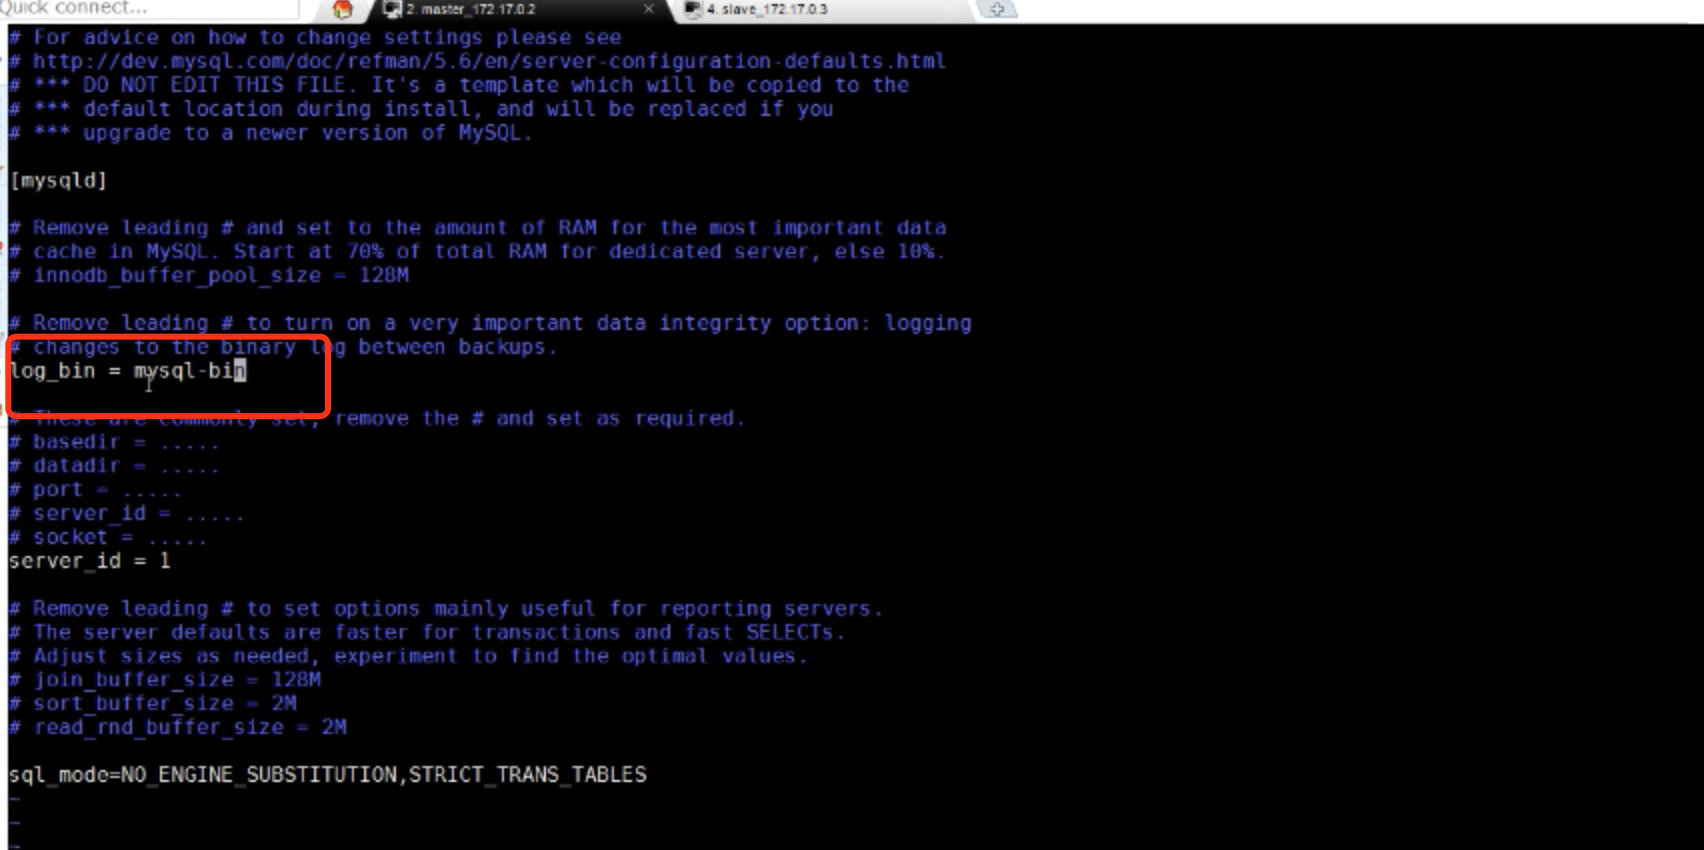 Quick connect...
2. master_172.17.0.2
4. slave_172.17.0.3
# For advice on how to change settings please see
# http://dev.mysql.com/doc/refman/5.6/en/server-configuration-defaults.html
# *** DO NOT EDIT THIS FILE. It's a template which will be copied to the
# *** default location during install, and will be replaced if you
# *** upgrade to a newer version of MySQL.
[mysqld]
# Remove leading # and set to the amount of RAM for the most important data
# cache in MySQL. Start at 70% of total RAM for dedicated server, else 10%.
# innodb_buffer_pool_size = 128M
# Remove leading # to turn on a very important data integrity option: logging
# changes to the binary log between backups.
log_bin = mysql-bin
# These are commonly set, remove the # and set as required.
# basedir = .....
# datadir = .....
# port = .....
# server_id = .....
# socket = .....
server_id = 1
# Remove leading # to set options mainly useful for reporting servers.
# The server defaults are faster for transactions and fast SELECTs.
# Adjust sizes as needed, experiment to find the optimal values.
# join_buffer_size = 128M
# sort_buffer_size = 2M
# read_rnd_buffer_size = 2M
sql_mode=NO_ENGINE_SUBSTITUTION,STRICT_TRANS_TABLES
~
~
~